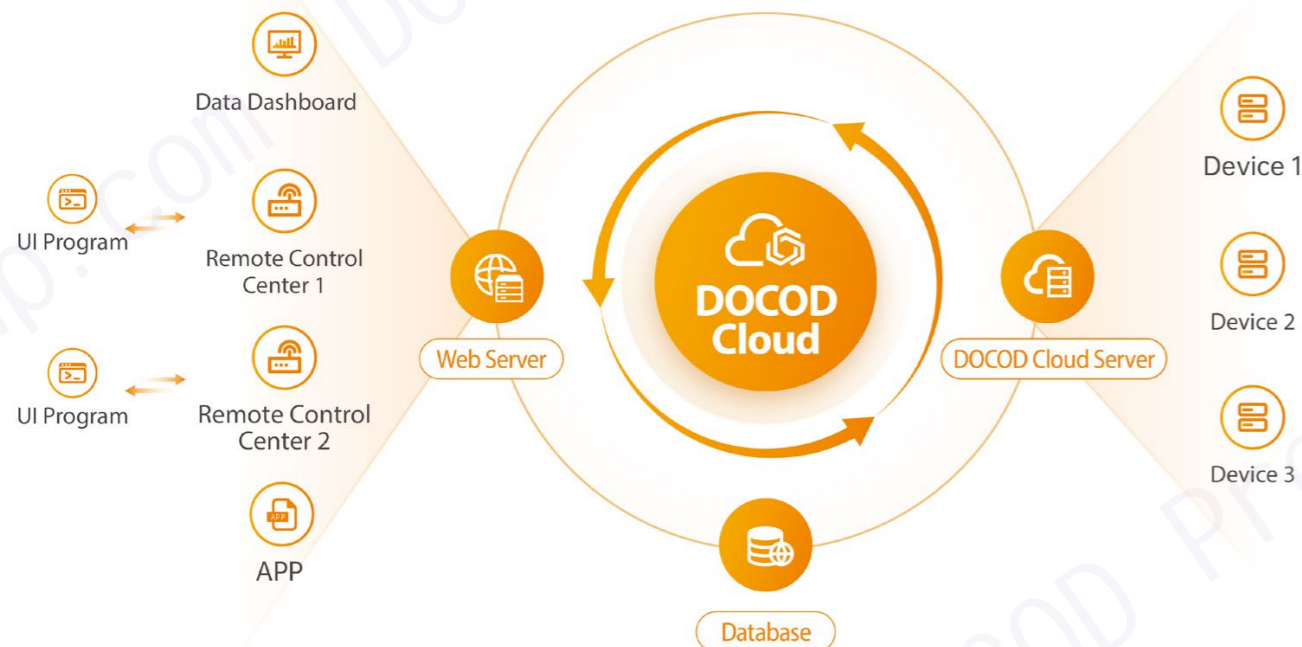 Data Dashboard
UI Program
Remote Control
Center 1
UI Program
Remote Control
Center 2
APP
APP
Web Server
DOCOD
Cloud
DOCOD Cloud Server
Database
Device 1
Device 2
Device 3